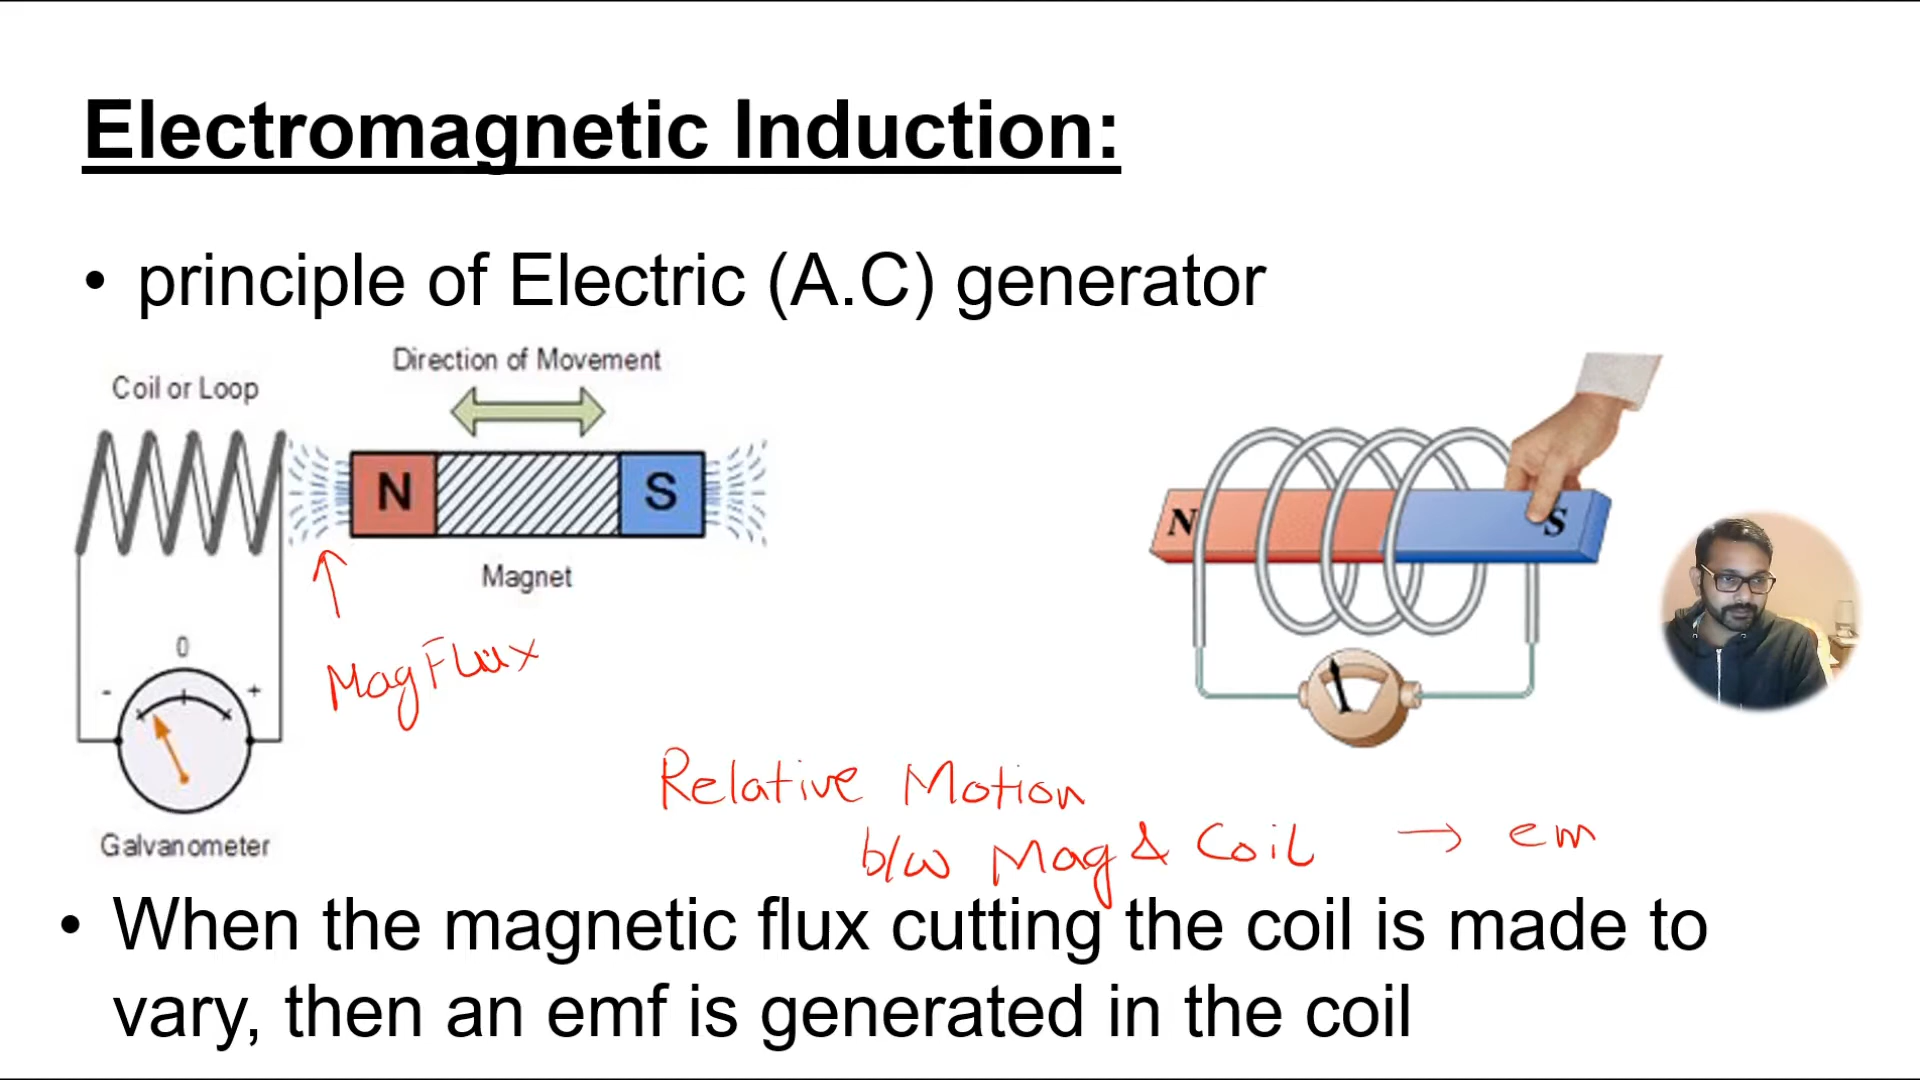 Electromagnetic Induction:
• principle of Electric (A.C) generator
Direction of Movement
Coil or Loop
N
S
Magnet
0
-
+
Galvanometer
Mag Flux
N
S
Relative Motion
b/w Mag & Coil → em
• When the magnetic flux cutting the coil is made to
vary, then an emf is generated in the coil